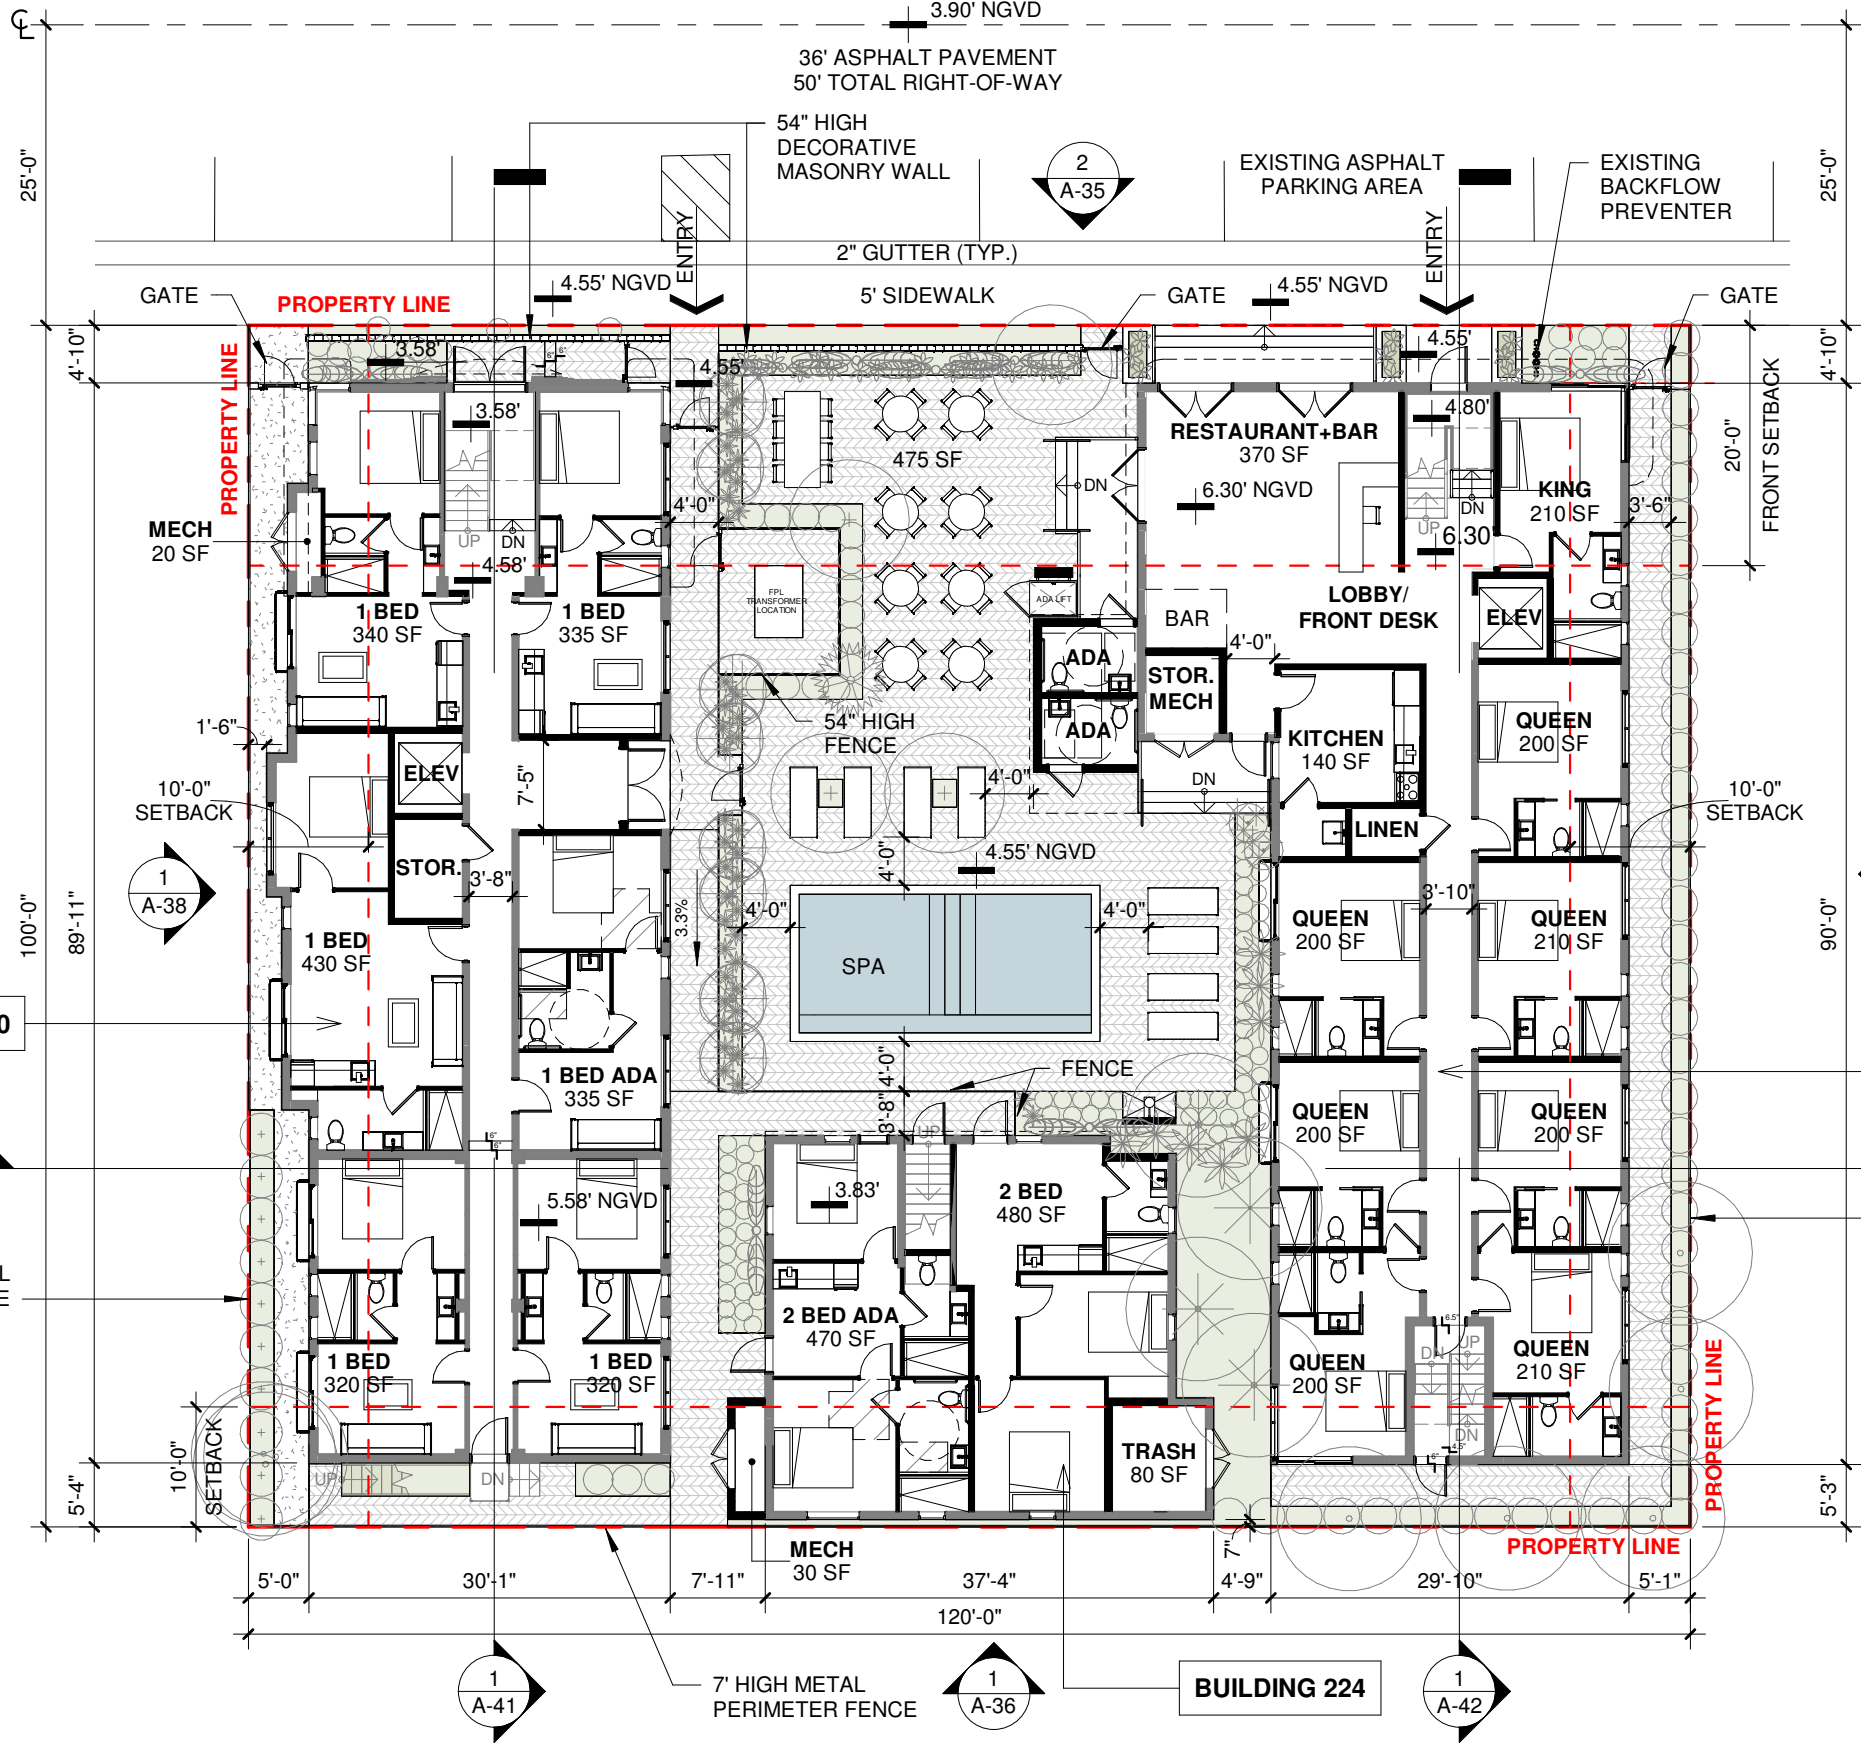 ℄
3.90' NGVD
36' ASPHALT PAVEMENT
50' TOTAL RIGHT-OF-WAY
25'-0"
54" HIGH
DECORATIVE
MASONRY WALL
2
A-35
EXISTING ASPHALT
PARKING AREA
EXISTING
BACKFLOW
PREVENTER
25'-0"
ENTRY
ENTRY
2" GUTTER (TYP.)
GATE
PROPERTY LINE
4.55' NGVD
5' SIDEWALK
GATE
4.55' NGVD
GATE
4'-10"
PROPERTY LINE
3.58'
6"
6"
4.55'
4.55'
4'-10"
3.58'
4.80'
475 SF
RESTAURANT+BAR
370 SF
DN
6.30' NGVD
KING
210 SF
20'-0"
FRONT SETBACK
MECH
20 SF
4'-0"
UP
DN
4.58'
UP
DN
6.30
3'-6"
1 BED
340 SF
1 BED
335 SF
FPL
TRANSFORMER
LOCATION
ADA LIFT
BAR
LOBBY/
FRONT DESK
ELEV
ADA
4'-0"
STOR.
MECH
ADA
1'-6"
54" HIGH
FENCE
KITCHEN
140 SF
QUEEN
200 SF
ELEV
7'-5"
4'-0"
DN
10'-0"
SETBACK
10'-0"
SETBACK
LINEN
STOR.
4'-0"
4.55' NGVD
1
A-38
3'-8"
3.3%
4'-0"
4'-0"
3'-10"
100'-0"
89'-11"
90'-0"
1 BED
430 SF
SPA
QUEEN
200 SF
QUEEN
210 SF
0
1 BED ADA
335 SF
4'-0"
FENCE
3'-8"
UP
QUEEN
200 SF
QUEEN
200 SF
6"
6"
3.83'
2 BED
480 SF
5.58' NGVD
L
2 BED ADA
470 SF
6.5"
1 BED
320 SF
1 BED
320 SF
DN
UP
QUEEN
200 SF
QUEEN
210 SF
PROPERTY LINE
10'-0"
SETBACK
TRASH
80 SF
DN
6"
4.5"
5'-4"
UP
DN
5'-3"
7"
MECH
30 SF
PROPERTY LINE
5'-0"
30'-1"
7'-11"
37'-4"
4'-9"
29'-10"
5'-1"
120'-0"
1
A-41
7' HIGH METAL
PERIMETER FENCE
1
A-36
BUILDING 224
1
A-42